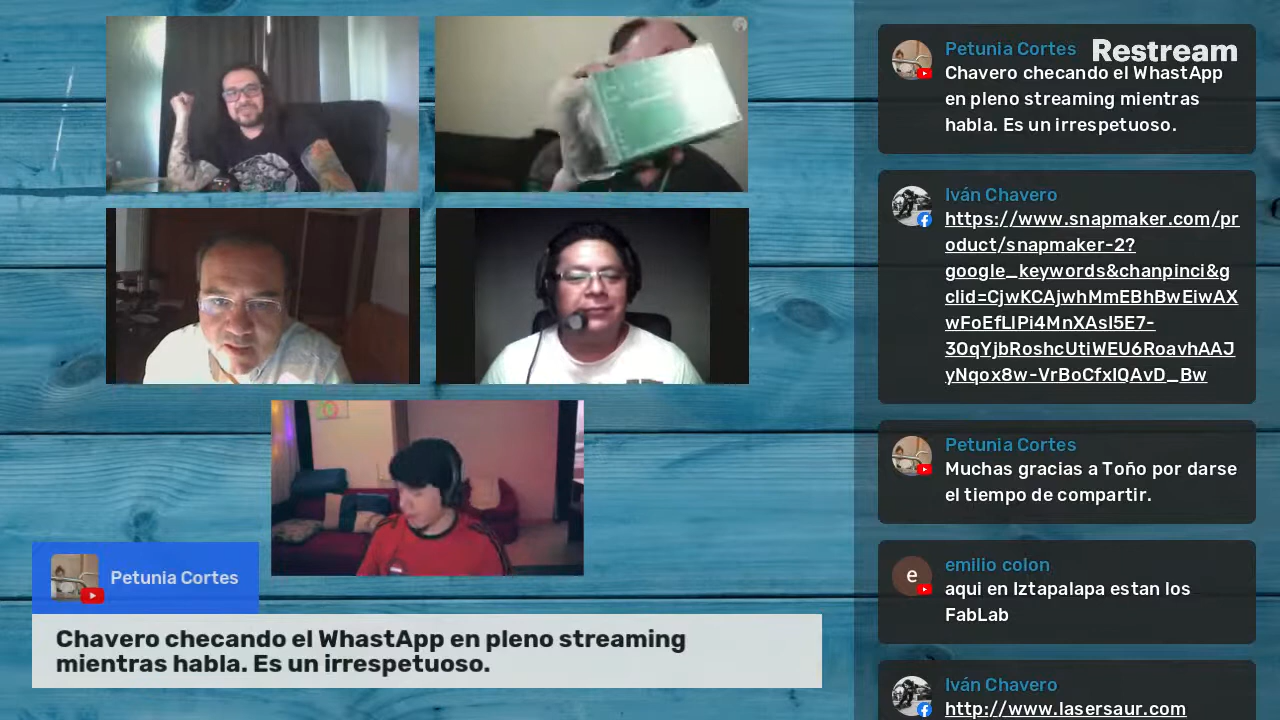 Petunia Cortes
Restream
Chavero checando el WhastApp
en pleno streaming mientras
habla. Es un irrespetuoso.
Iván Chavero
https://www.snapmaker.com/pr
oduct/snapmaker-2?
google_keywords&chanpinci&g
clid=CjwKCAjwhMmEBhBwEiwAX
wFoEfLlPi4MnXAsI5E7-
3OqYjbRoshcUtiWEU6RoavhAAJ
yNqox8w-VrBoCfxIQAvD_Bw
Petunia Cortes
Muchas gracias a Toño por darse
el tiempo de compartir.
e
emilio colon
aqui en Iztapalapa estan los
FabLab
Iván Chavero
http://www.lasersaur.com
Petunia Cortes
Chavero checando el WhastApp en pleno streaming
mientras habla. Es un irrespetuoso.